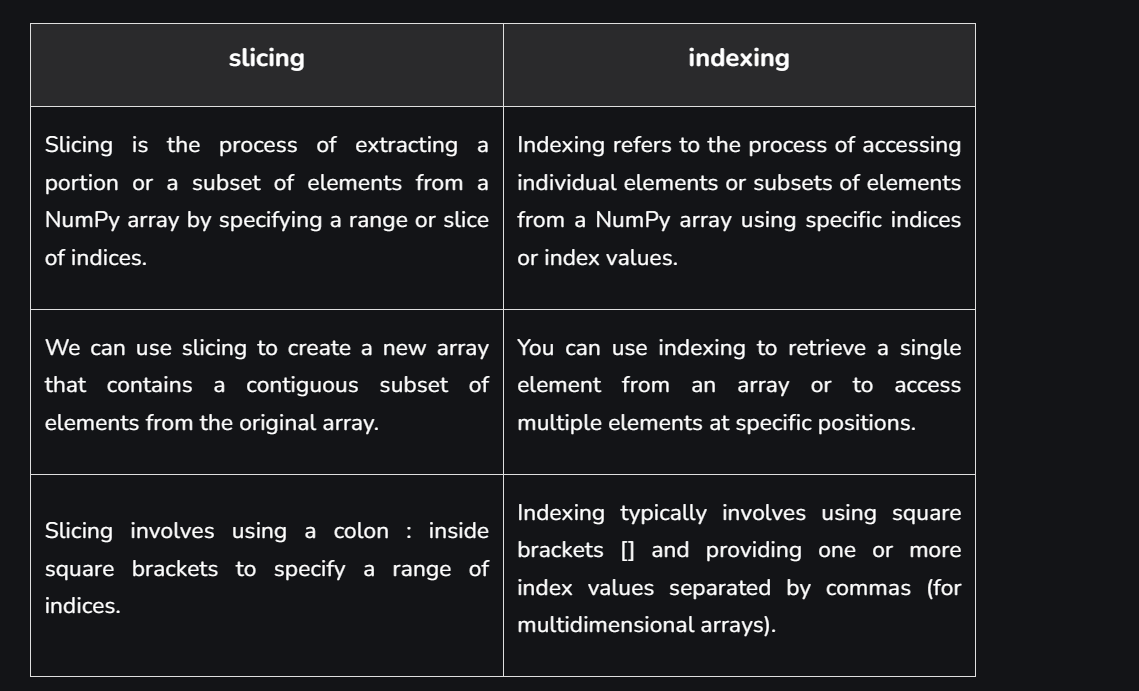 slicing
indexing
Slicing is the process of extracting a
portion or a subset of elements from a
NumPy array by specifying a range or slice
of indices.
Indexing refers to the process of accessing
individual elements or subsets of elements
from a NumPy array using specific indices
or index values.
We can use slicing to create a new array
that contains a contiguous subset of
elements from the original array.
You can use indexing to retrieve a single
element from an array or to access
multiple elements at specific positions.
Slicing involves using a colon : inside
square brackets to specify a range of
indices.
Indexing typically involves using square
brackets [] and providing one or more
index values separated by commas (for
multidimensional arrays).